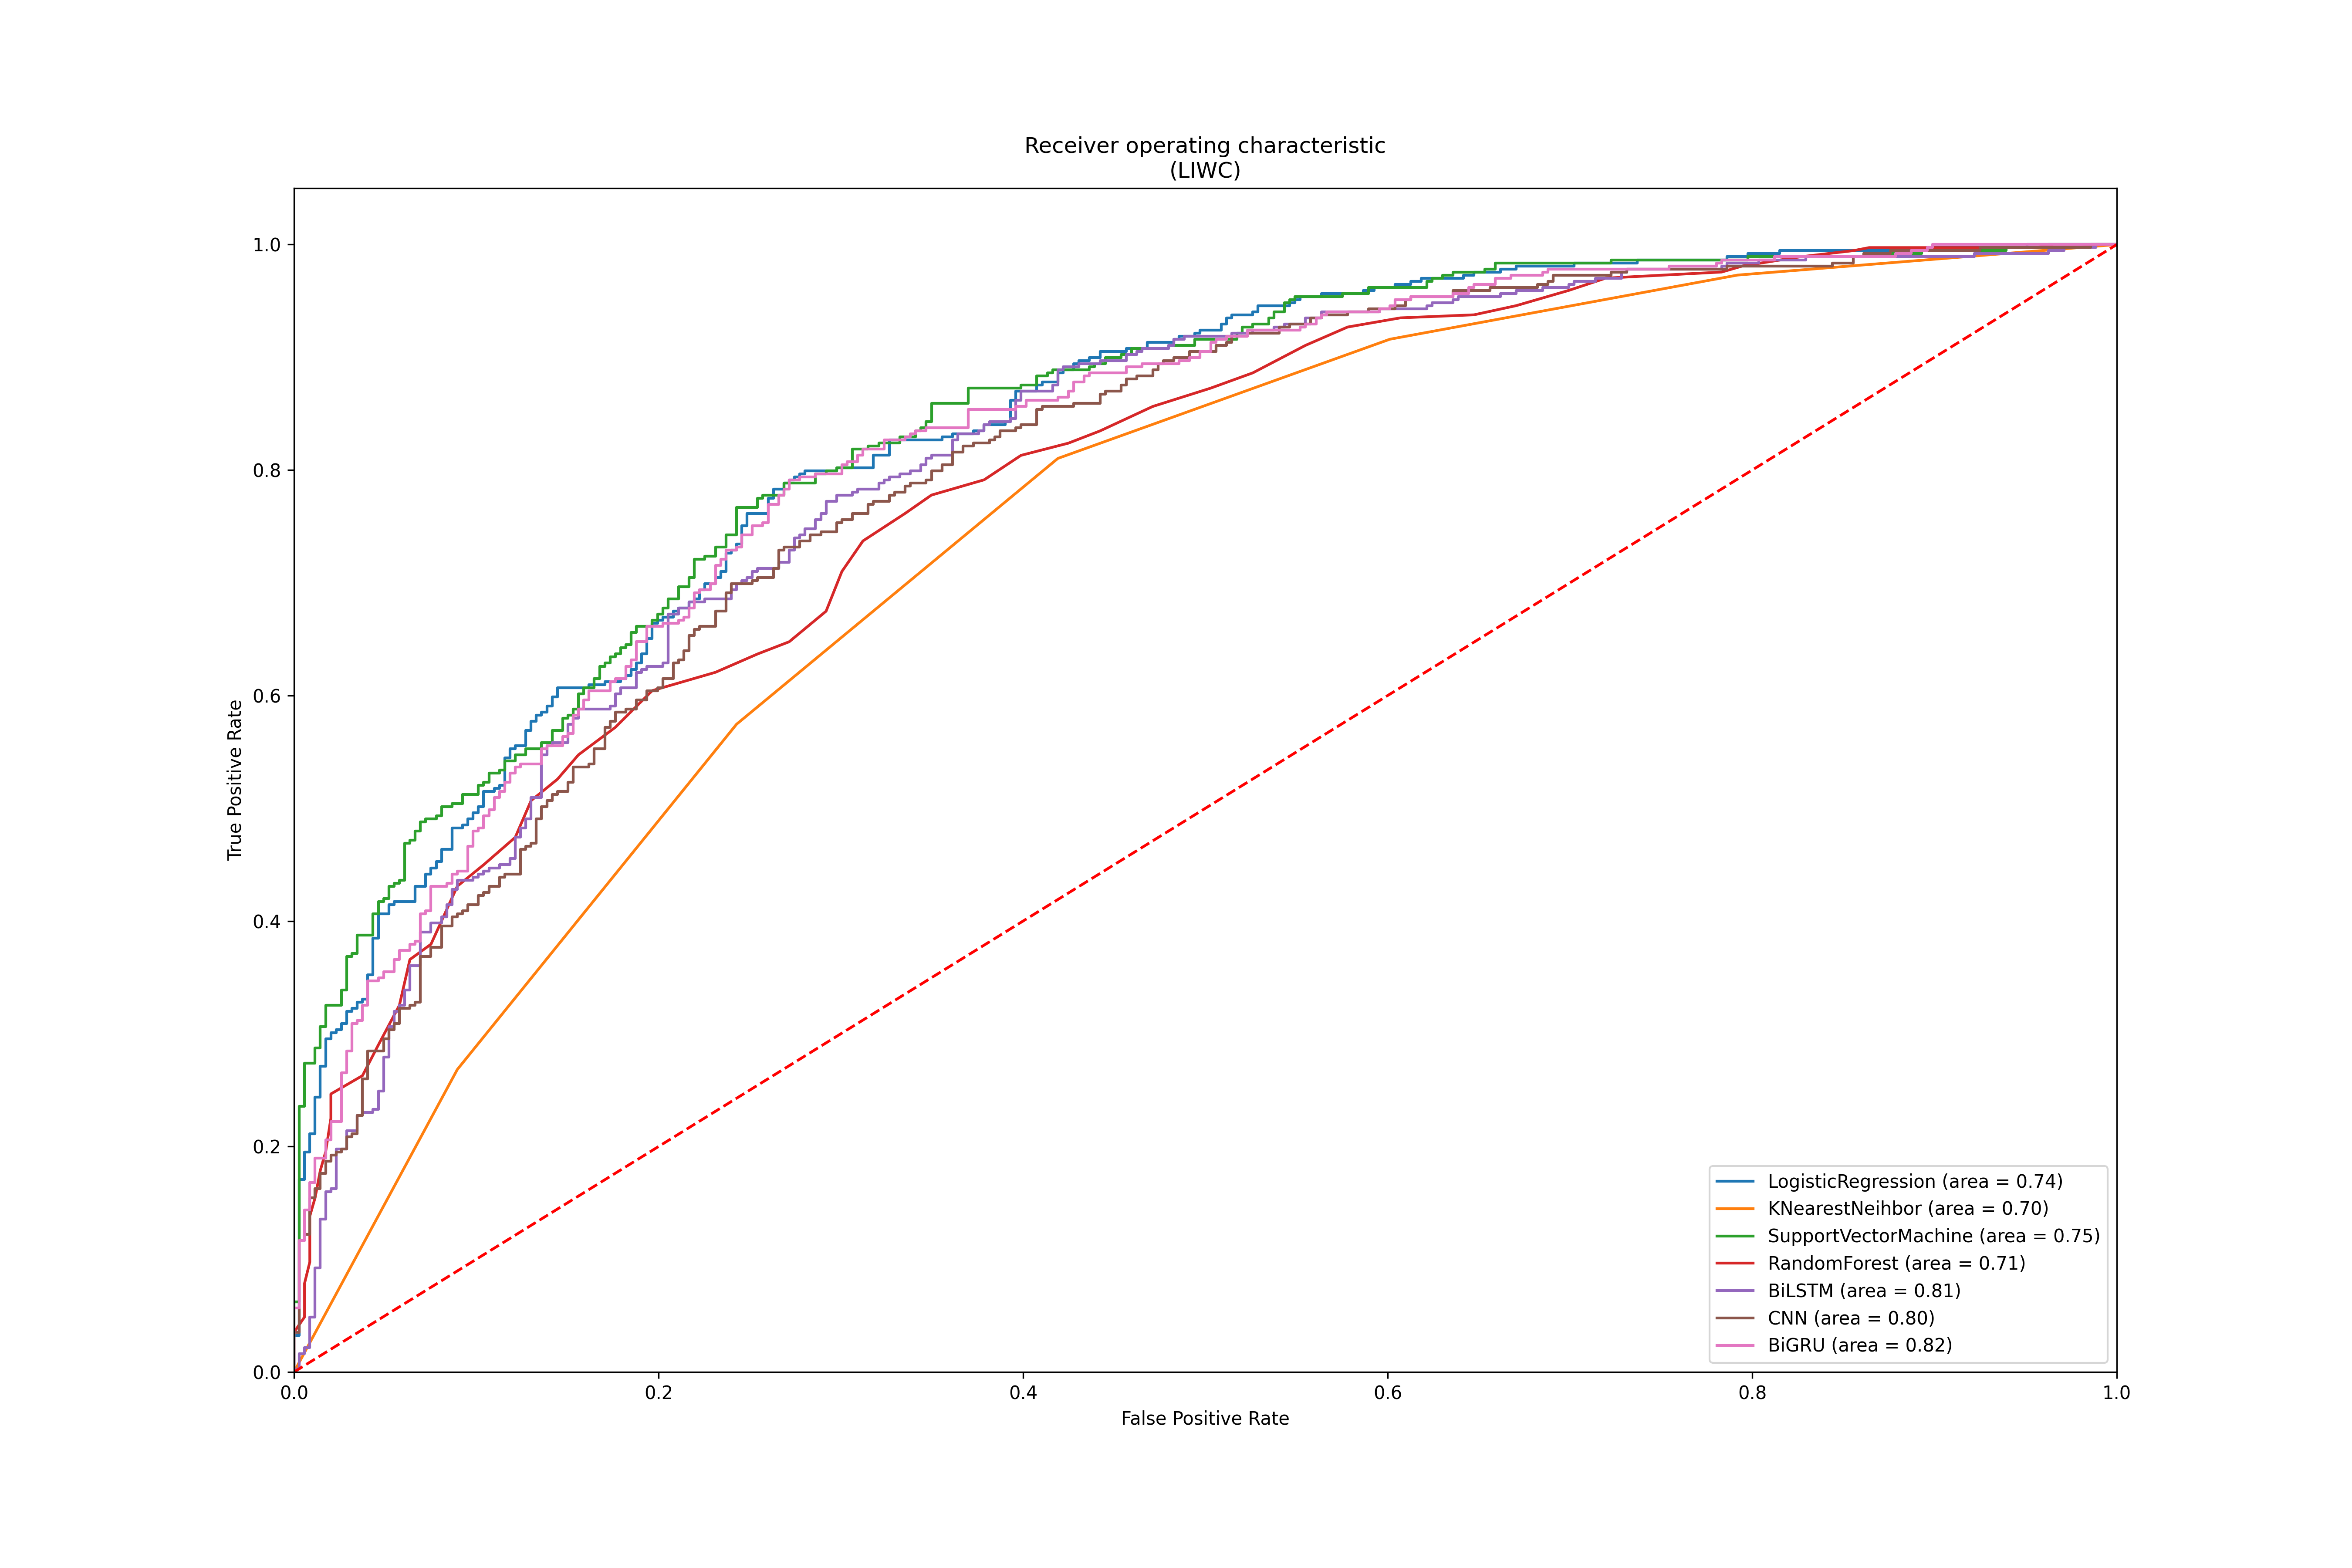 Receiver operating characteristic
(LIWC)
True Positive Rate
1.0
0.8
0.6
0.4
0.2
0.0
0.0 0.2 0.4 0.6 0.8 1.0
False Positive Rate
LogisticRegression (area = 0.74)
KNearestNeihbor (area = 0.70)
SupportVectorMachine (area = 0.75)
RandomForest (area = 0.71)
BiLSTM (area = 0.81)
CNN (area = 0.80)
BiGRU (area = 0.82)